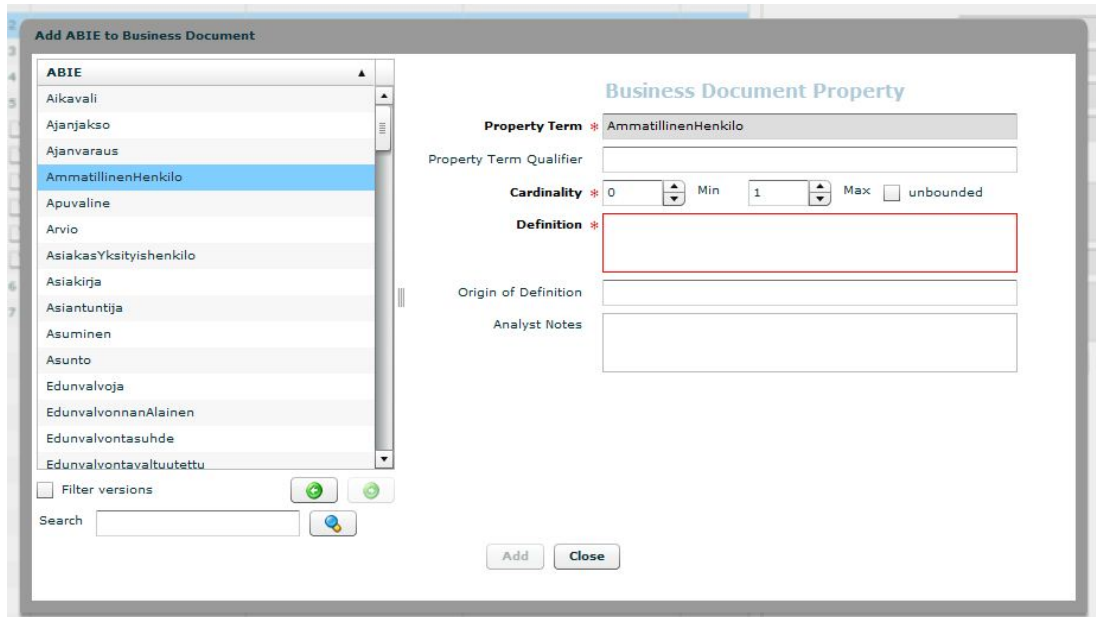 Add ABIE to Business Document
ABIE
Aikavali
Ajanjakso
Ajanvaraus
AmmatillinenHenkilo
Apuvaline
Arvio
AsiakasYksityishenkilo
Asiakirja
Asiantuntija
Asuminen
Asunto
Edunvalvoja
EdunvalvonnanAlainen
Edunvalvontasuhde
Edunvalvontavaltuutettu
Filter versions
Search
Business Document Property
Property Term * AmmatillinenHenkilo
Property Term Qualifier
Cardinality * 0 Min 1 Max unbounded
Definition *
Origin of Definition
Analyst Notes
Add Close